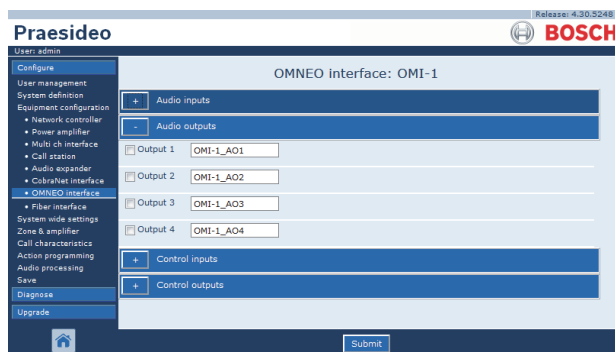 Release: 4.30.5248
Praesideo
BOSCH
User: admin
Configure
User management
System definition
Equipment configuration
• Network controller
• Power amplifier
• Multi ch interface
• Call station
• Audio expander
• CobraNet interface
• OMNEO interface
• Fiber interface
System wide settings
Zone & amplifier
Call characteristics
Action programming
Audio processing
Save
Diagnose
Upgrade
OMNEO interface: OMI-1
+ Audio inputs
- Audio outputs
Output 1 OMI-1_AO1
Output 2 OMI-1_AO2
Output 3 OMI-1_AO3
Output 4 OMI-1_AO4
+ Control inputs
+ Control outputs
Submit